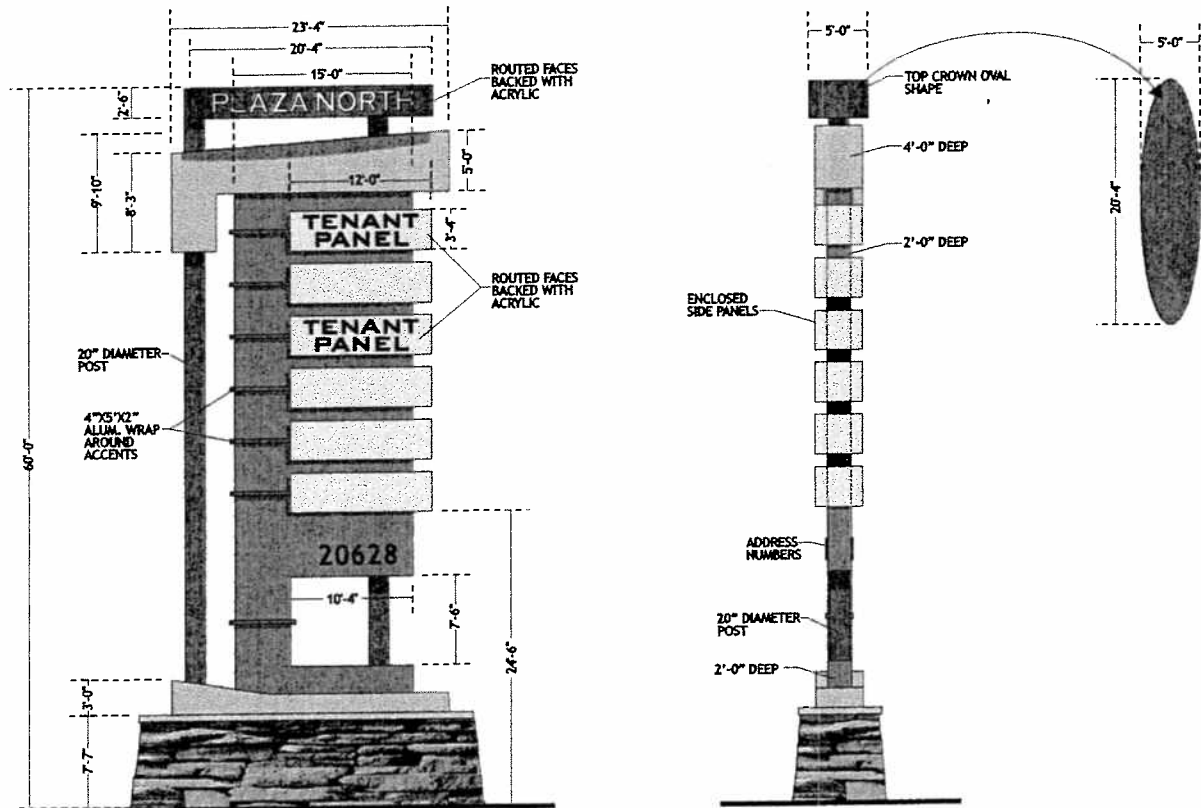 23'-4"
20'-4"
15'-0"
ROUTED FACES
BACKED WITH
ACRYLIC
2'-6"
PLAZA NORTH
9'-10"
8'-3"
5'-0"
12'-0"
3'-4"
TENANT
PANEL
ROUTED FACES
BACKED WITH
ACRYLIC
TENANT
PANEL
20" DIAMETER
POST
4"X5'X2"
ALUM. WRAP
AROUND
ACCENTS
60'-0"
20628
10'-4"
7'-6"
24'-6"
3'-0"
7'-7"
5'-0"
TOP CROWN OVAL
SHAPE
5'-0"
4'-0" DEEP
20'-4"
2'-0" DEEP
ENCLOSED
SIDE PANELS
ADDRESS
NUMBERS
20" DIAMETER
POST
2'-0" DEEP